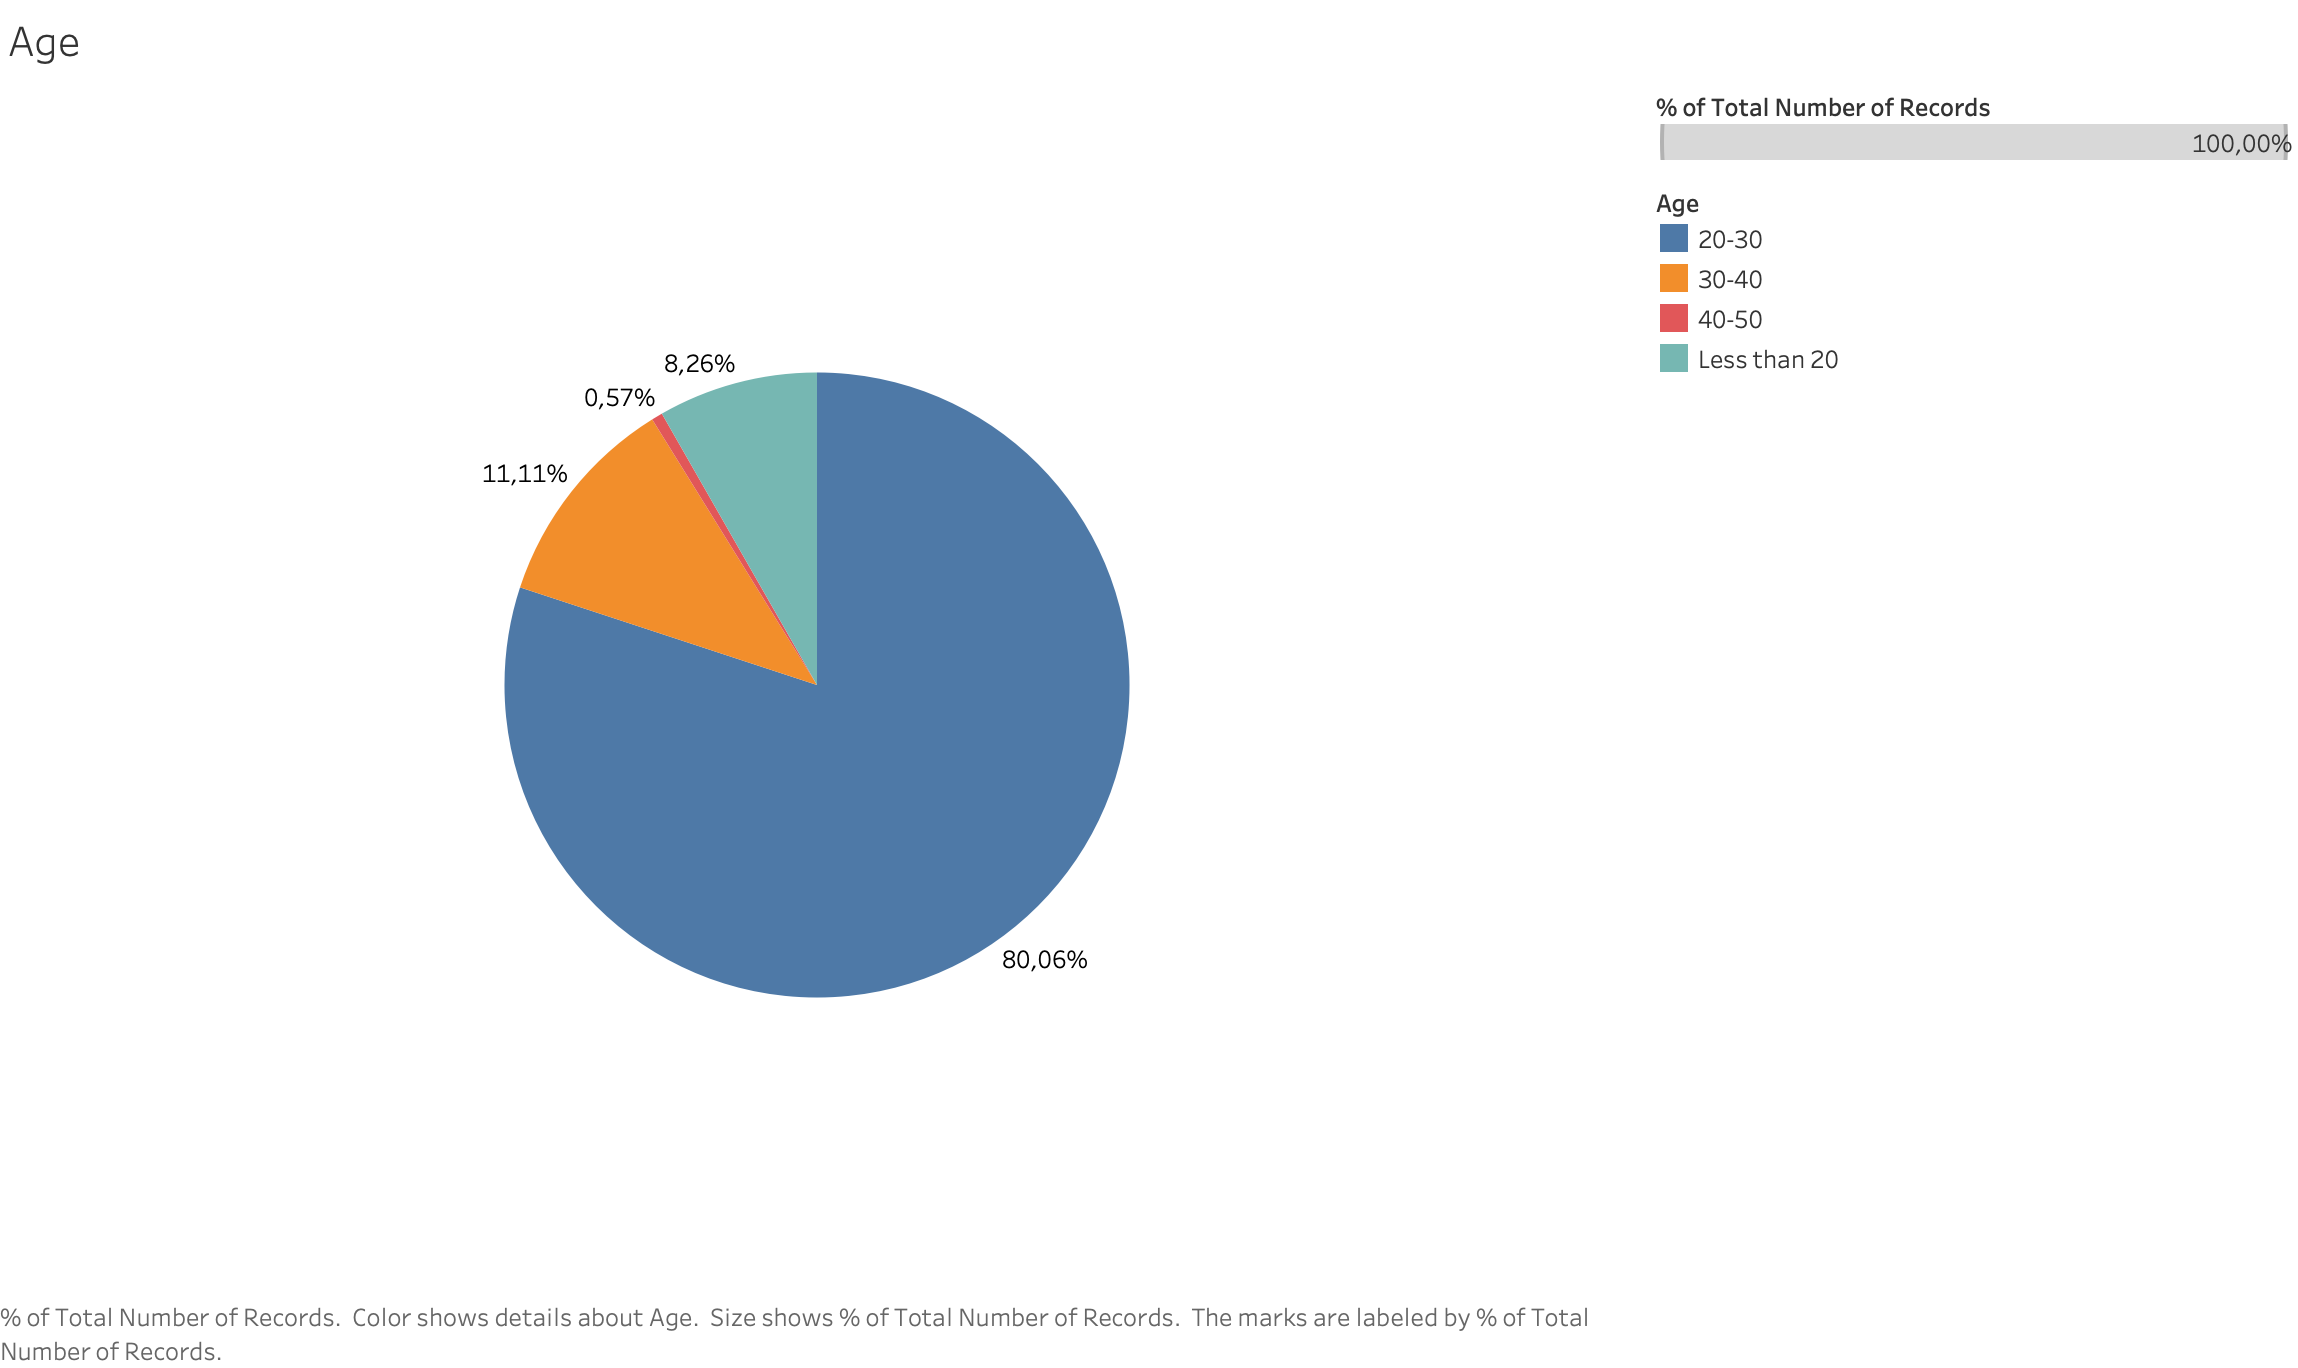 Age
% of Total Number of Records
100,00%
Age
20-30
30-40
40-50
Less than 20
8,26%
0,57%
11,11%
80,06%
% of Total Number of Records. Color shows details about Age. Size shows % of Total Number of Records. The marks are labeled by % of Total
Number of Records.